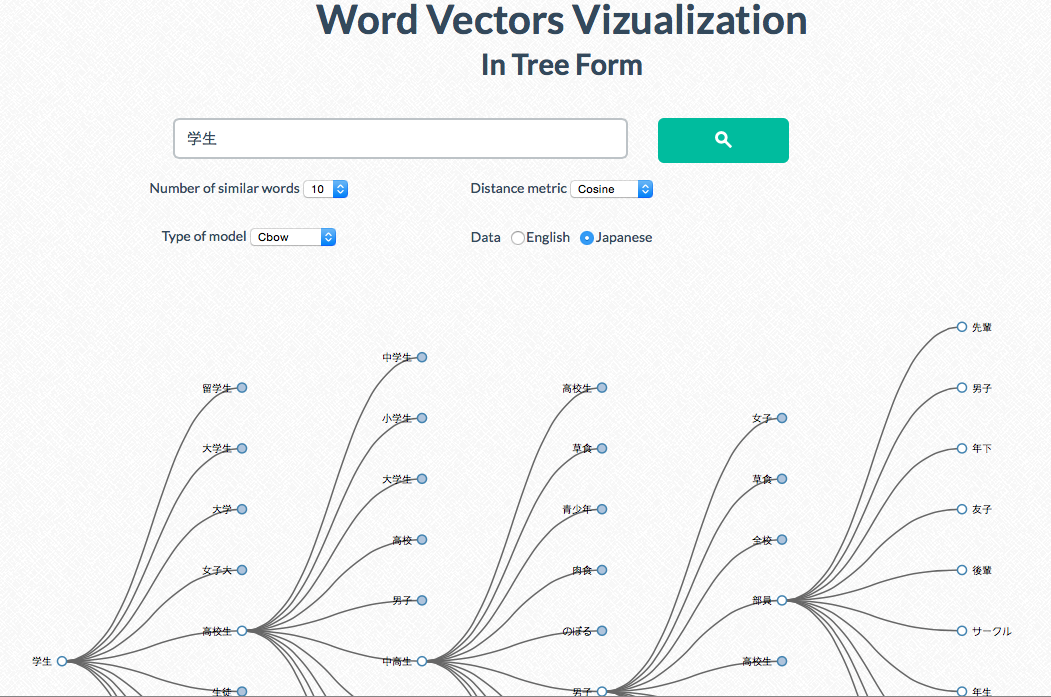 Word Vectors Vizualization
In Tree Form
学生
Number of similar words 10
Distance metric Cosine
Type of model Cbow
Data English Japanese
学生
留学生
大学生
大学
女子大
高校生
生徒
中学生
小学生
大学生
高校
男子
中高生
高校生
草食
青少年
肉食
のぼる
男子
女子
草食
全校
部員
高校生
先輩
男子
年下
友子
後輩
サークル
年生